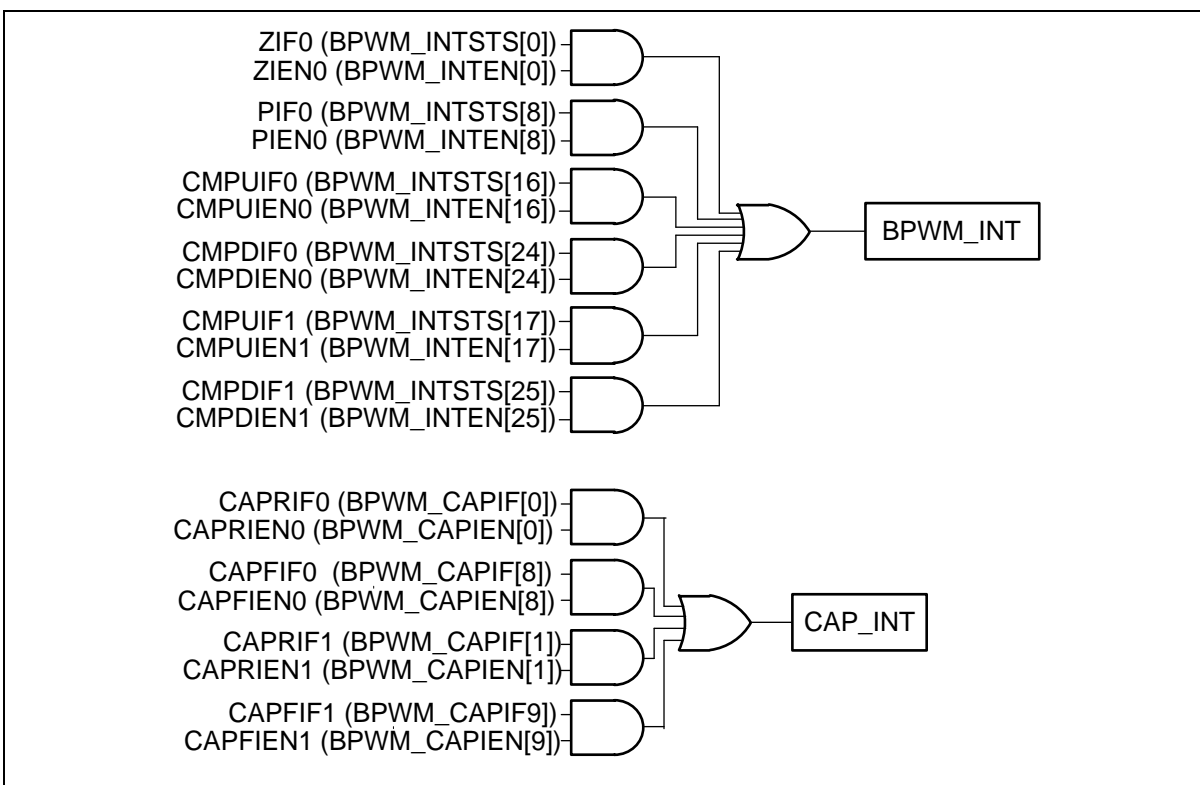 ZIF0 (BPWM_INTSTS[0])
ZIEN0 (BPWM_INTEN[0])
PIF0 (BPWM_INTSTS[8])
PIEN0 (BPWM_INTEN[8])
CMPUIF0 (BPWM_INTSTS[16])
CMPUIEN0 (BPWM_INTEN[16])
CMPDIF0 (BPWM_INTSTS[24])
CMPDIEN0 (BPWM_INTEN[24])
CMPUIF1 (BPWM_INTSTS[17])
CMPUIEN1 (BPWM_INTEN[17])
CMPDIF1 (BPWM_INTSTS[25])
CMPDIEN1 (BPWM_INTEN[25])
BPWM_INT
CAPRIF0 (BPWM_CAPIF[0])
CAPRIEN0 (BPWM_CAPIEN[0])
CAPFIF0  (BPWM_CAPIF[8])
CAPFIEN0 (BPWM_CAPIEN[8])
CAPRIF1 (BPWM_CAPIF[1])
CAPRIEN1 (BPWM_CAPIEN[1])
CAPFIF1 (BPWM_CAPIF9])
CAPFIEN1 (BPWM_CAPIEN[9])
CAP_INT